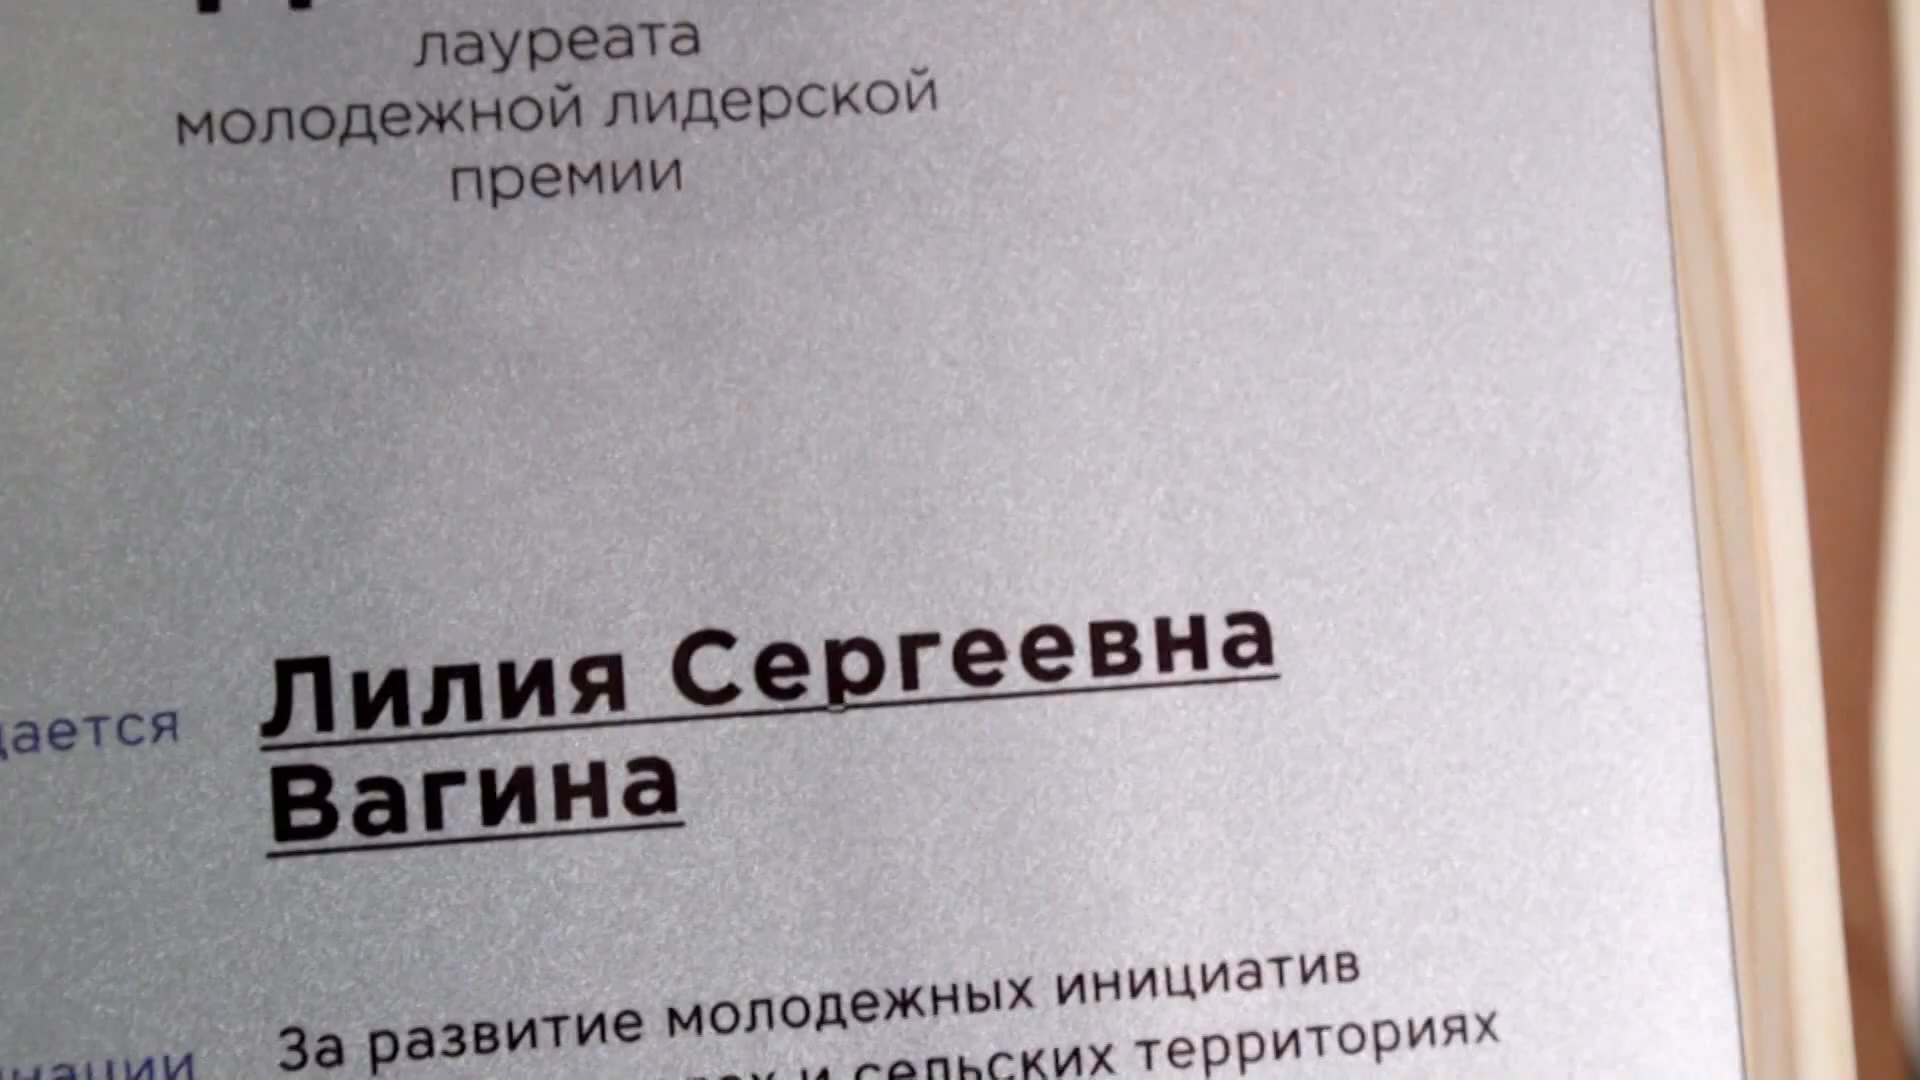 лауреата
молодежной лидерской
премии
Лилия Сергеевна
Вагина
За развитие молодежных инициатив
и сельских территориях